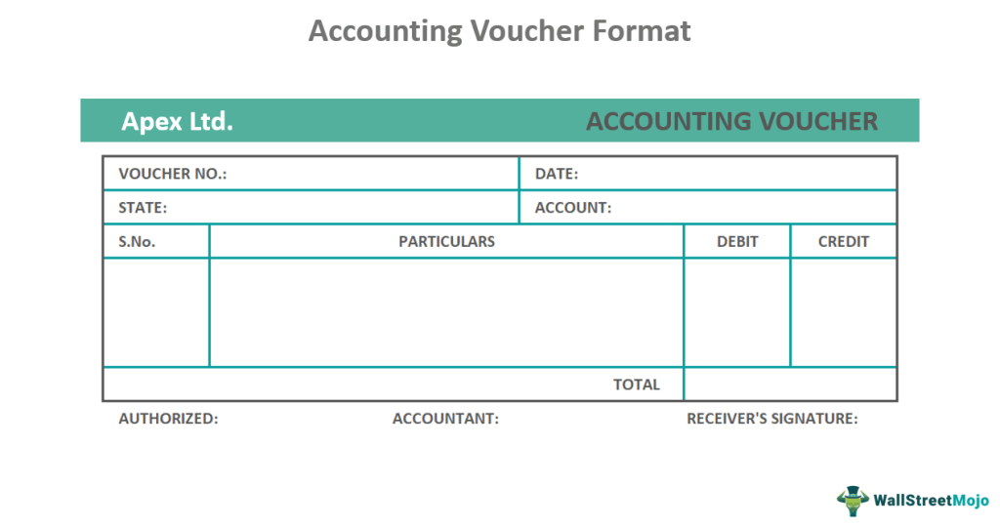 Accounting Voucher Format
Apex Ltd. ACCOUNTING VOUCHER
VOUCHER NO.: DATE:
STATE: ACCOUNT:
S.No. PARTICULARS DEBIT CREDIT
TOTAL
AUTHORIZED: ACCOUNTANT: RECEIVER'S SIGNATURE:
WallStreetMojo